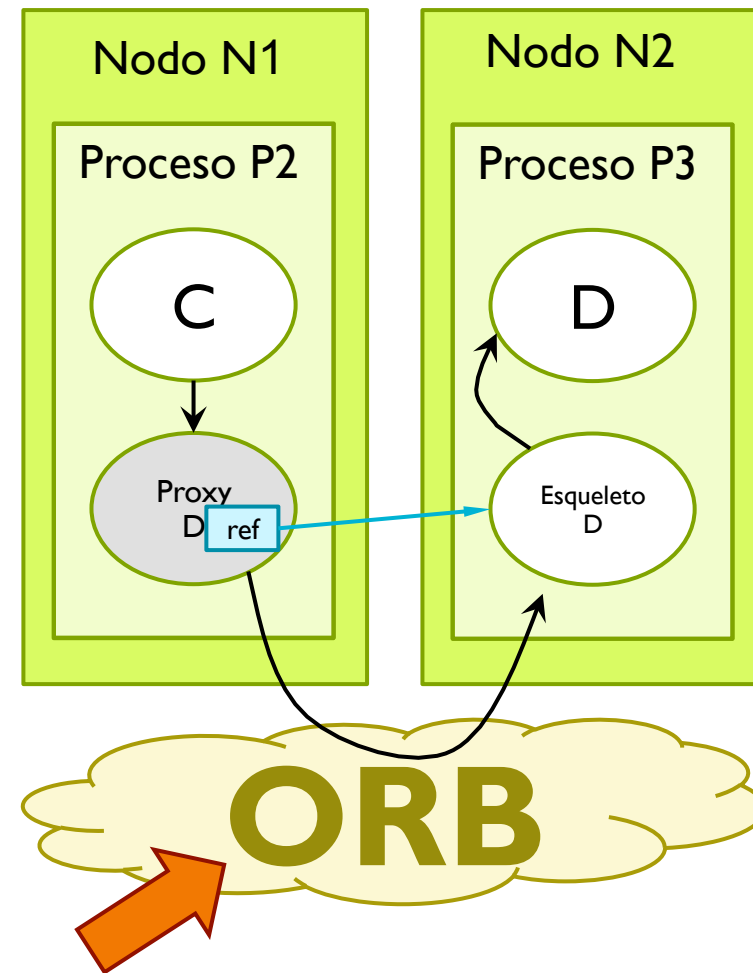 Nodo N1
Proceso P2
C
Proxy
D
ref
Nodo N2
Proceso P3
D
Esqueleto
D
ORB